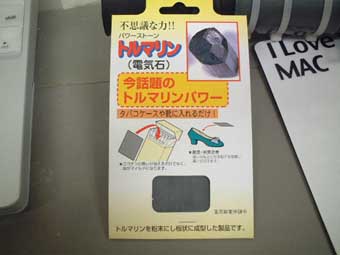 不思議な力!!
パワーストーン
トルマリン
(電気石)
今話題の
トルマリンパワー
タバコケースや靴に入れるだけ!
トルマリンを粉末にし板状に成型した製品です。
I Love
MAC